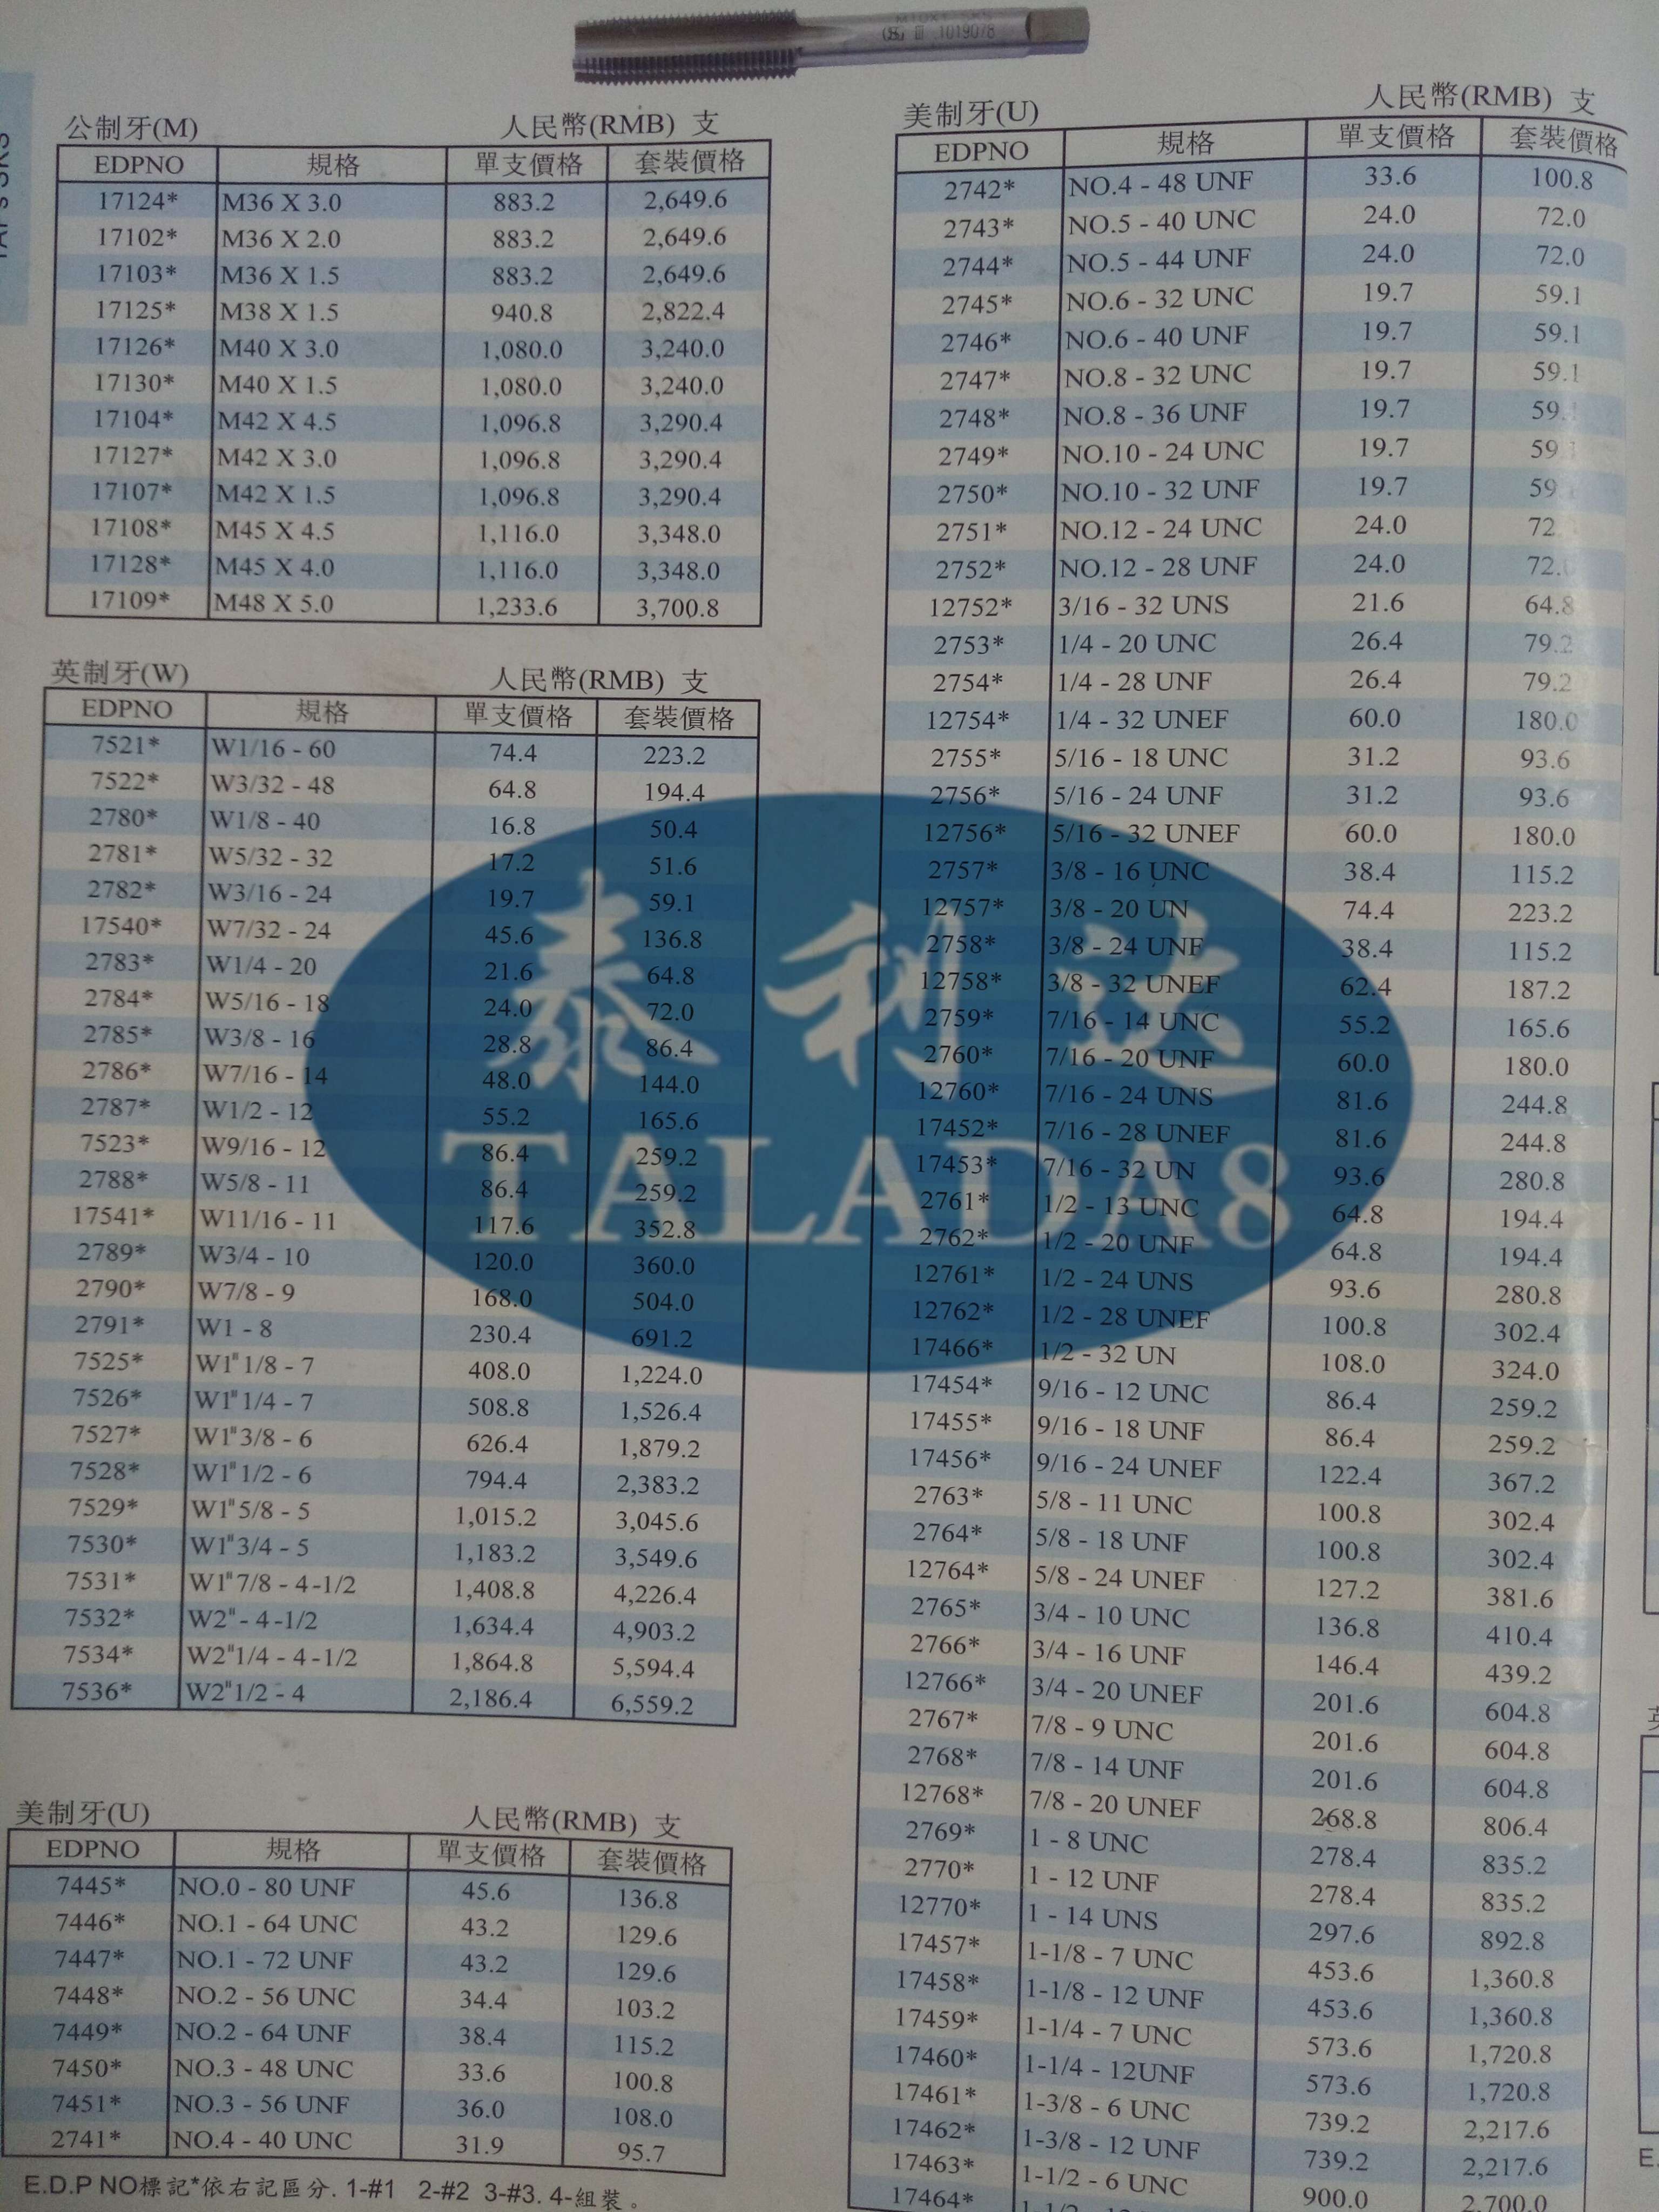 M10X1 SKS
III 1019078
TAPs SKS
公制牙(M) 人民幣(RMB) 支
EDPNO 規格 單支價格 套裝價格
17124* M36 X 3.0 883.2 2,649.6
17102* M36 X 2.0 883.2 2,649.6
17103* M36 X 1.5 883.2 2,649.6
17125* M38 X 1.5 940.8 2,822.4
17126* M40 X 3.0 1,080.0 3,240.0
17130* M40 X 1.5 1,080.0 3,240.0
17104* M42 X 4.5 1,096.8 3,290.4
17127* M42 X 3.0 1,096.8 3,290.4
17107* M42 X 1.5 1,096.8 3,290.4
17108* M45 X 4.5 1,116.0 3,348.0
17128* M45 X 4.0 1,116.0 3,348.0
17109* M48 X 5.0 1,233.6 3,700.8
英制牙(W) 人民幣(RMB) 支
EDPNO 規格 單支價格 套裝價格
7521* W1/16 - 60 74.4 223.2
7522* W3/32 - 48 64.8 194.4
2780* W1/8 - 40 16.8 50.4
2781* W5/32 - 32 17.2 51.6
2782* W3/16 - 24 19.7 59.1
17540* W7/32 - 24 45.6 136.8
2783* W1/4 - 20 21.6 64.8
2784* W5/16 - 18 24.0 72.0
2785* W3/8 - 16 28.8 86.4
2786* W7/16 - 14 48.0 144.0
2787* W1/2 - 12 55.2 165.6
7523* W9/16 - 12 86.4 259.2
2788* W5/8 - 11 86.4 259.2
17541* W11/16 - 11 117.6 352.8
2789* W3/4 - 10 120.0 360.0
2790* W7/8 - 9 168.0 504.0
2791* W1 - 8 230.4 691.2
7525* W1"1/8 - 7 408.0 1,224.0
7526* W1"1/4 - 7 508.8 1,526.4
7527* W1"3/8 - 6 626.4 1,879.2
7528* W1"1/2 - 6 794.4 2,383.2
7529* W1"5/8 - 5 1,015.2 3,045.6
7530* W1"3/4 - 5 1,183.2 3,549.6
7531* W1"7/8 - 4-1/2 1,408.8 4,226.4
7532* W2" - 4-1/2 1,634.4 4,903.2
7534* W2"1/4 - 4-1/2 1,864.8 5,594.4
7536* W2"1/2 - 4 2,186.4 6,559.2
美制牙(U) 人民幣(RMB) 支
EDPNO 規格 單支價格 套裝價格
7445* NO.0 - 80 UNF 45.6 136.8
7446* NO.1 - 64 UNC 43.2 129.6
7447* NO.1 - 72 UNF 43.2 129.6
7448* NO.2 - 56 UNC 34.4 103.2
7449* NO.2 - 64 UNF 38.4 115.2
7450* NO.3 - 48 UNC 33.6 100.8
7451* NO.3 - 56 UNF 36.0 108.0
2741* NO.4 - 40 UNC 31.9 95.7
E.D.P NO標記*依右記區分. 1-#1 2-#2 3-#3. 4-組裝。
美制牙(U) 人民幣(RMB) 支
EDPNO 規格 單支價格 套裝價格
2742* NO.4 - 48 UNF 33.6 100.8
2743* NO.5 - 40 UNC 24.0 72.0
2744* NO.5 - 44 UNF 24.0 72.0
2745* NO.6 - 32 UNC 19.7 59.1
2746* NO.6 - 40 UNF 19.7 59.1
2747* NO.8 - 32 UNC 19.7 59.1
2748* NO.8 - 36 UNF 19.7 59.1
2749* NO.10 - 24 UNC 19.7 59.1
2750* NO.10 - 32 UNF 19.7 59
2751* NO.12 - 24 UNC 24.0 72.
2752* NO.12 - 28 UNF 24.0 72.0
12752* 3/16 - 32 UNS 21.6 64.8
2753* 1/4 - 20 UNC 26.4 79.2
2754* 1/4 - 28 UNF 26.4 79.2
12754* 1/4 - 32 UNEF 60.0 180.0
2755* 5/16 - 18 UNC 31.2 93.6
2756* 5/16 - 24 UNF 31.2 93.6
12756* 5/16 - 32 UNEF 60.0 180.0
2757* 3/8 - 16 UNC 38.4 115.2
12757* 3/8 - 20 UN 74.4 223.2
2758* 3/8 - 24 UNF 38.4 115.2
12758* 3/8 - 32 UNEF 62.4 187.2
2759* 7/16 - 14 UNC 55.2 165.6
2760* 7/16 - 20 UNF 60.0 180.0
12760* 7/16 - 24 UNS 81.6 244.8
17452* 7/16 - 28 UNEF 81.6 244.8
17453* 7/16 - 32 UN 93.6 280.8
2761* 1/2 - 13 UNC 64.8 194.4
2762* 1/2 - 20 UNF 64.8 194.4
12761* 1/2 - 24 UNS 93.6 280.8
12762* 1/2 - 28 UNEF 100.8 302.4
17466* 1/2 - 32 UN 108.0 324.0
17454* 9/16 - 12 UNC 86.4 259.2
17455* 9/16 - 18 UNF 86.4 259.2
17456* 9/16 - 24 UNEF 122.4 367.2
2763* 5/8 - 11 UNC 100.8 302.4
2764* 5/8 - 18 UNF 100.8 302.4
12764* 5/8 - 24 UNEF 127.2 381.6
2765* 3/4 - 10 UNC 136.8 410.4
2766* 3/4 - 16 UNF 146.4 439.2
12766* 3/4 - 20 UNEF 201.6 604.8
2767* 7/8 - 9 UNC 201.6 604.8
2768* 7/8 - 14 UNF 201.6 604.8
12768* 7/8 - 20 UNEF 268.8 806.4
2769* 1 - 8 UNC 278.4 835.2
2770* 1 - 12 UNF 278.4 835.2
12770* 1 - 14 UNS 297.6 892.8
17457* 1-1/8 - 7 UNC 453.6 1,360.8
17458* 1-1/8 - 12 UNF 453.6 1,360.8
17459* 1-1/4 - 7 UNC 573.6 1,720.8
17460* 1-1/4 - 12UNF 573.6 1,720.8
17461* 1-3/8 - 6 UNC 739.2 2,217.6
17462* 1-3/8 - 12 UNF 739.2 2,217.6
17463* 1-1/2 - 6 UNC 900.0 2,700.0
17464*
泰利达
TALADA8